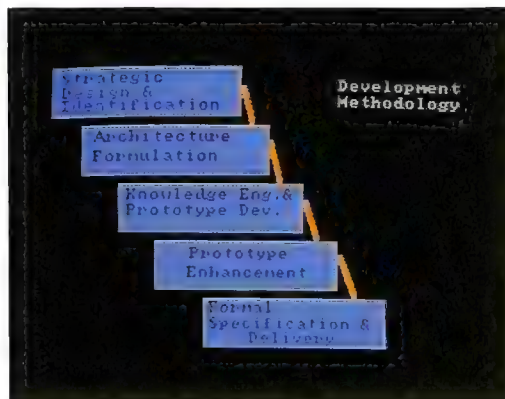 Strategic
Design &
Identification
Development
Methodology
Architecture
Formulation
Knowledge Eng.&
Prototype Dev.
Prototype
Enhancement
Formal
Specification &
Delivery